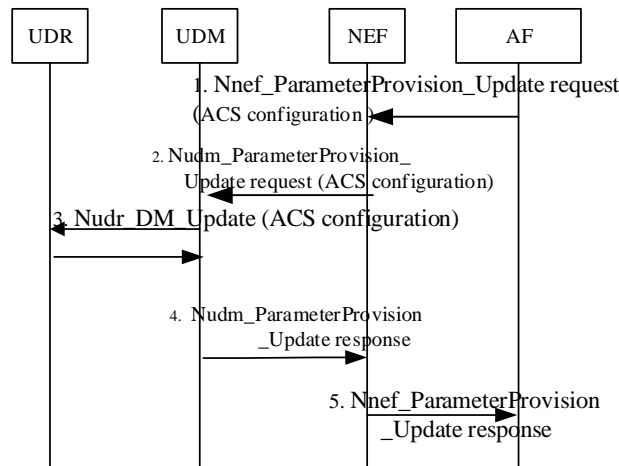 UDR
UDM
NEF
AF
1. Nnef_ParameterProvision_Update request
(ACS configuration )
2. Nudm_ParameterProvision_
Update request (ACS configuration)
3. Nudr_DM_Update (ACS configuration)
4. Nudm_ParameterProvision
_Update response
5. Nnef_ParameterProvision
_Update response